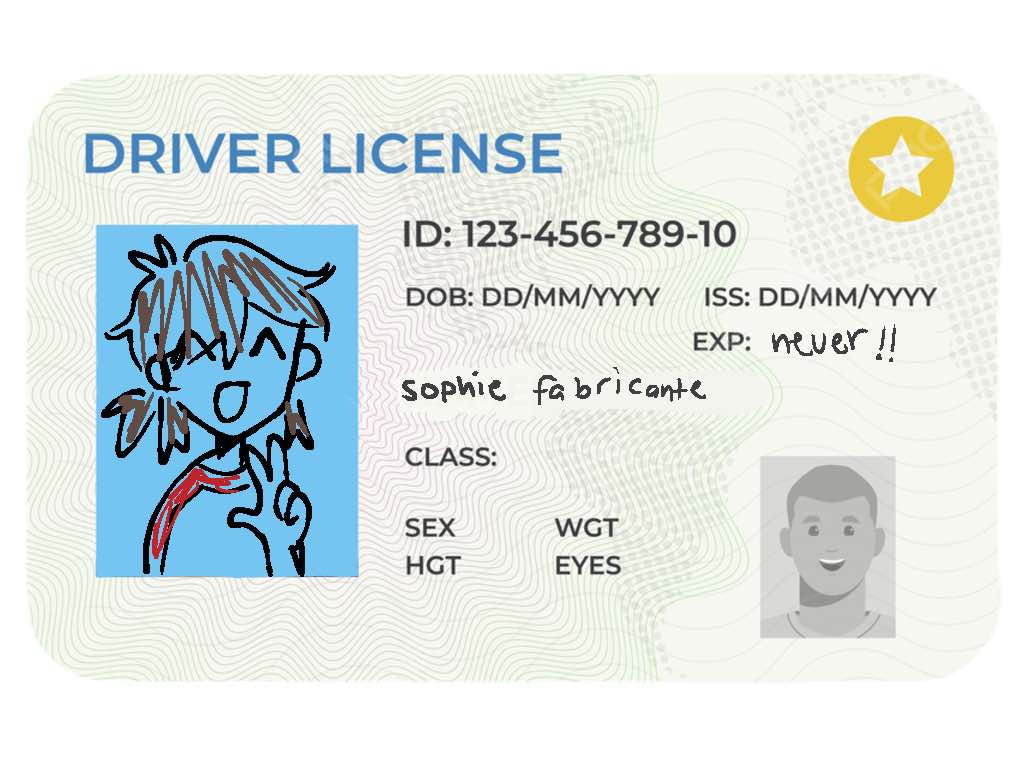 DRIVER LICENSE
ID: 123-456-789-10
DOB: DD/MM/YYYY ISS: DD/MM/YYYY
EXP: never!!
sophie fabricante
CLASS:
SEX WGT
HGT EYES